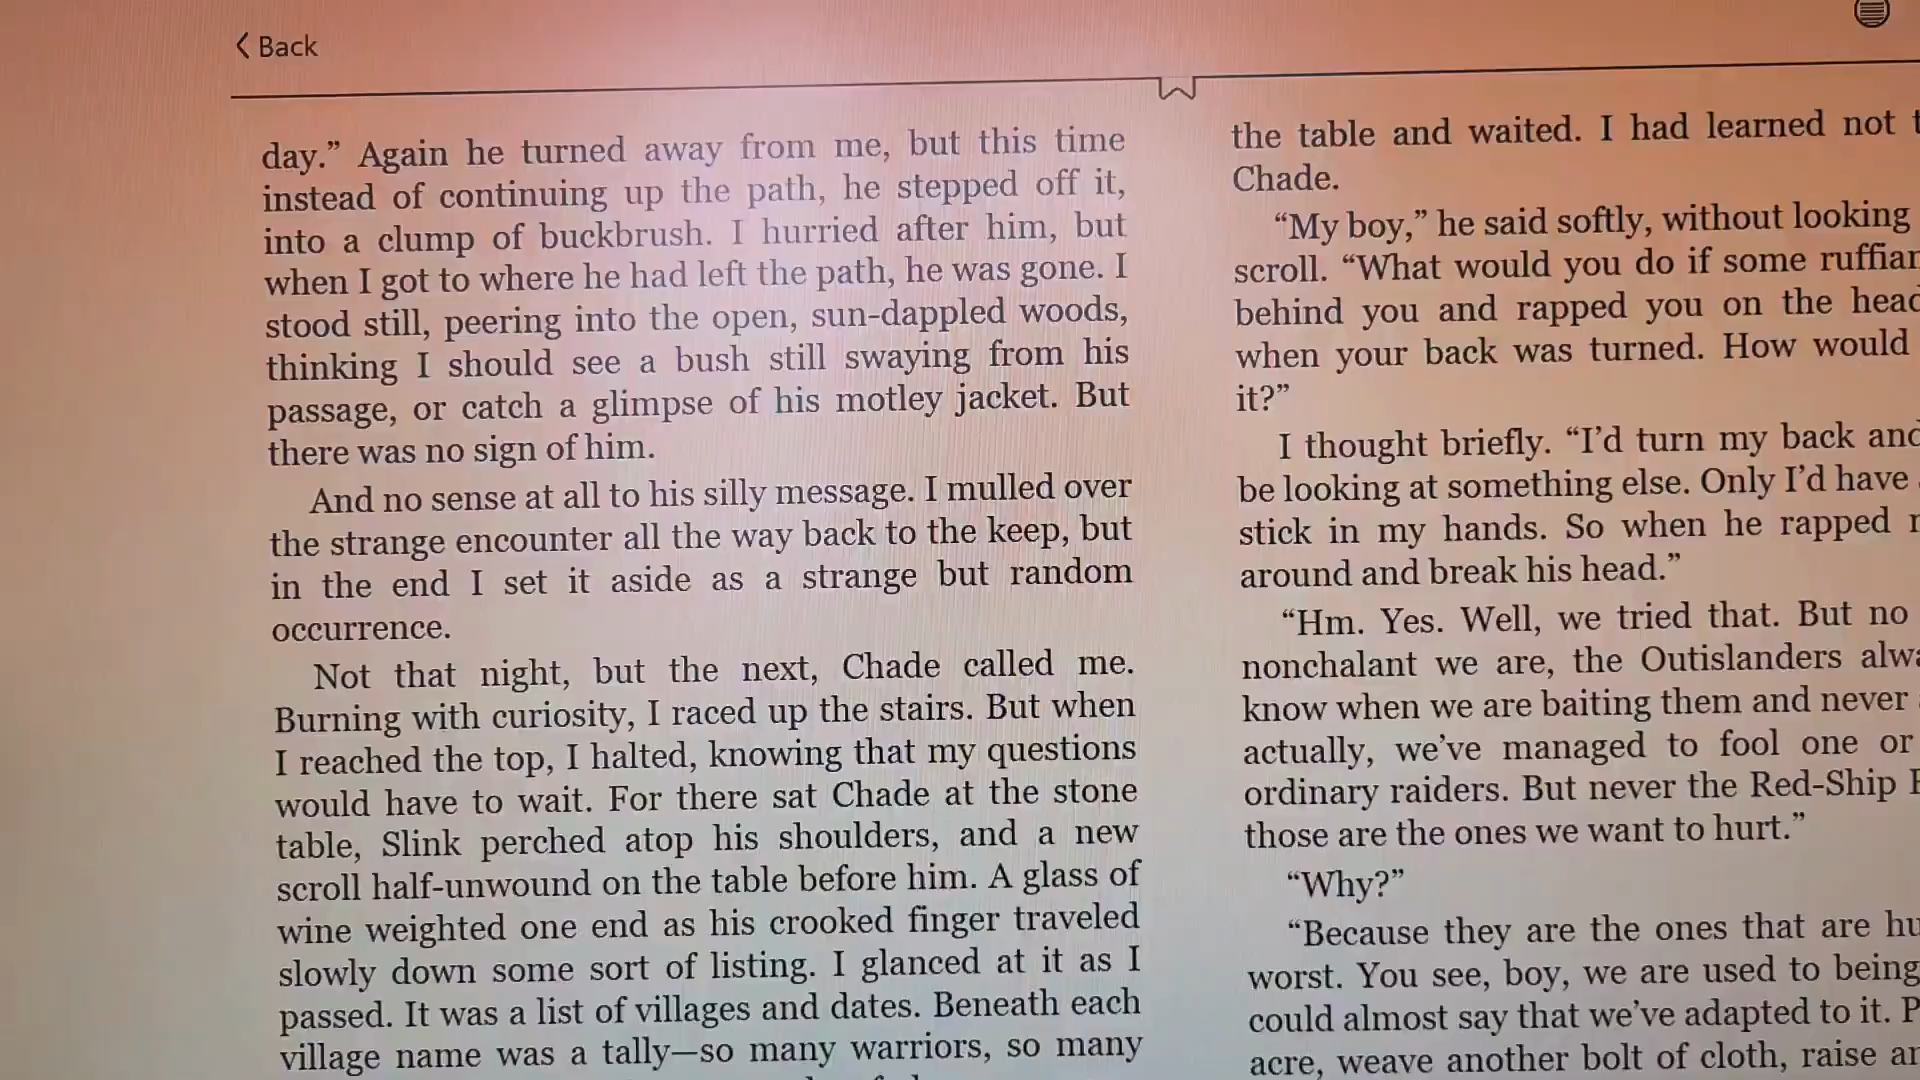 Back
day.” Again he turned away from me, but this time
instead of continuing up the path, he stepped off it,
into a clump of buckbrush. I hurried after him, but
when I got to where he had left the path, he was gone. I
stood still, peering into the open, sun-dappled woods,
thinking I should see a bush still swaying from his
passage, or catch a glimpse of his motley jacket. But
there was no sign of him.
And no sense at all to his silly message. I mulled over
the strange encounter all the way back to the keep, but
in the end I set it aside as a strange but random
occurrence.
Not that night, but the next, Chade called me.
Burning with curiosity, I raced up the stairs. But when
I reached the top, I halted, knowing that my questions
would have to wait. For there sat Chade at the stone
table, Slink perched atop his shoulders, and a new
scroll half-unwound on the table before him. A glass of
wine weighted one end as his crooked finger traveled
slowly down some sort of listing. I glanced at it as I
passed. It was a list of villages and dates. Beneath each
village name was a tally—so many warriors, so many
the table and waited. I had learned not
Chade.
“My boy,” he said softly, without looking
scroll. “What would you do if some
behind you and rapped you on the
when your back was turned. How would
it?”
I thought briefly. “I’d turn my back
be looking at something else. Only I’d have
stick in my hands. So when he rapped
around and break his head.”
“Hm. Yes. Well, we tried that. But no
nonchalant we are, the Outislanders
know when we are baiting them and never
actually, we’ve managed to fool one or
ordinary raiders. But never the Red-Ship
those are the ones we want to hurt.”
“Why?”
“Because they are the ones that are
worst. You see, boy, we are used to being
could almost say that we’ve adapted to it.
acre, weave another bolt of cloth, raise